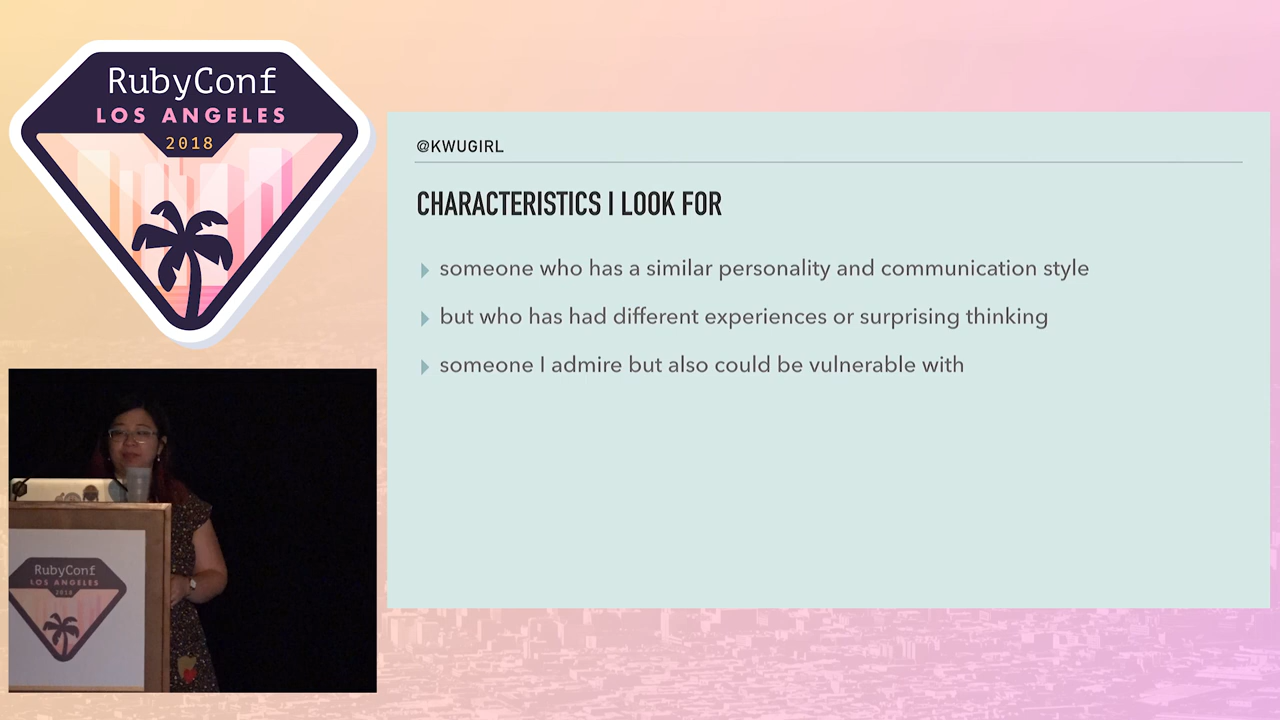 RubyConf
LOS ANGELES
2018
@KWUGIRL
CHARACTERISTICS I LOOK FOR
someone who has a similar personality and communication style
but who has had different experiences or surprising thinking
someone I admire but also could be vulnerable with
RubyConf
LOS ANGELES
2018